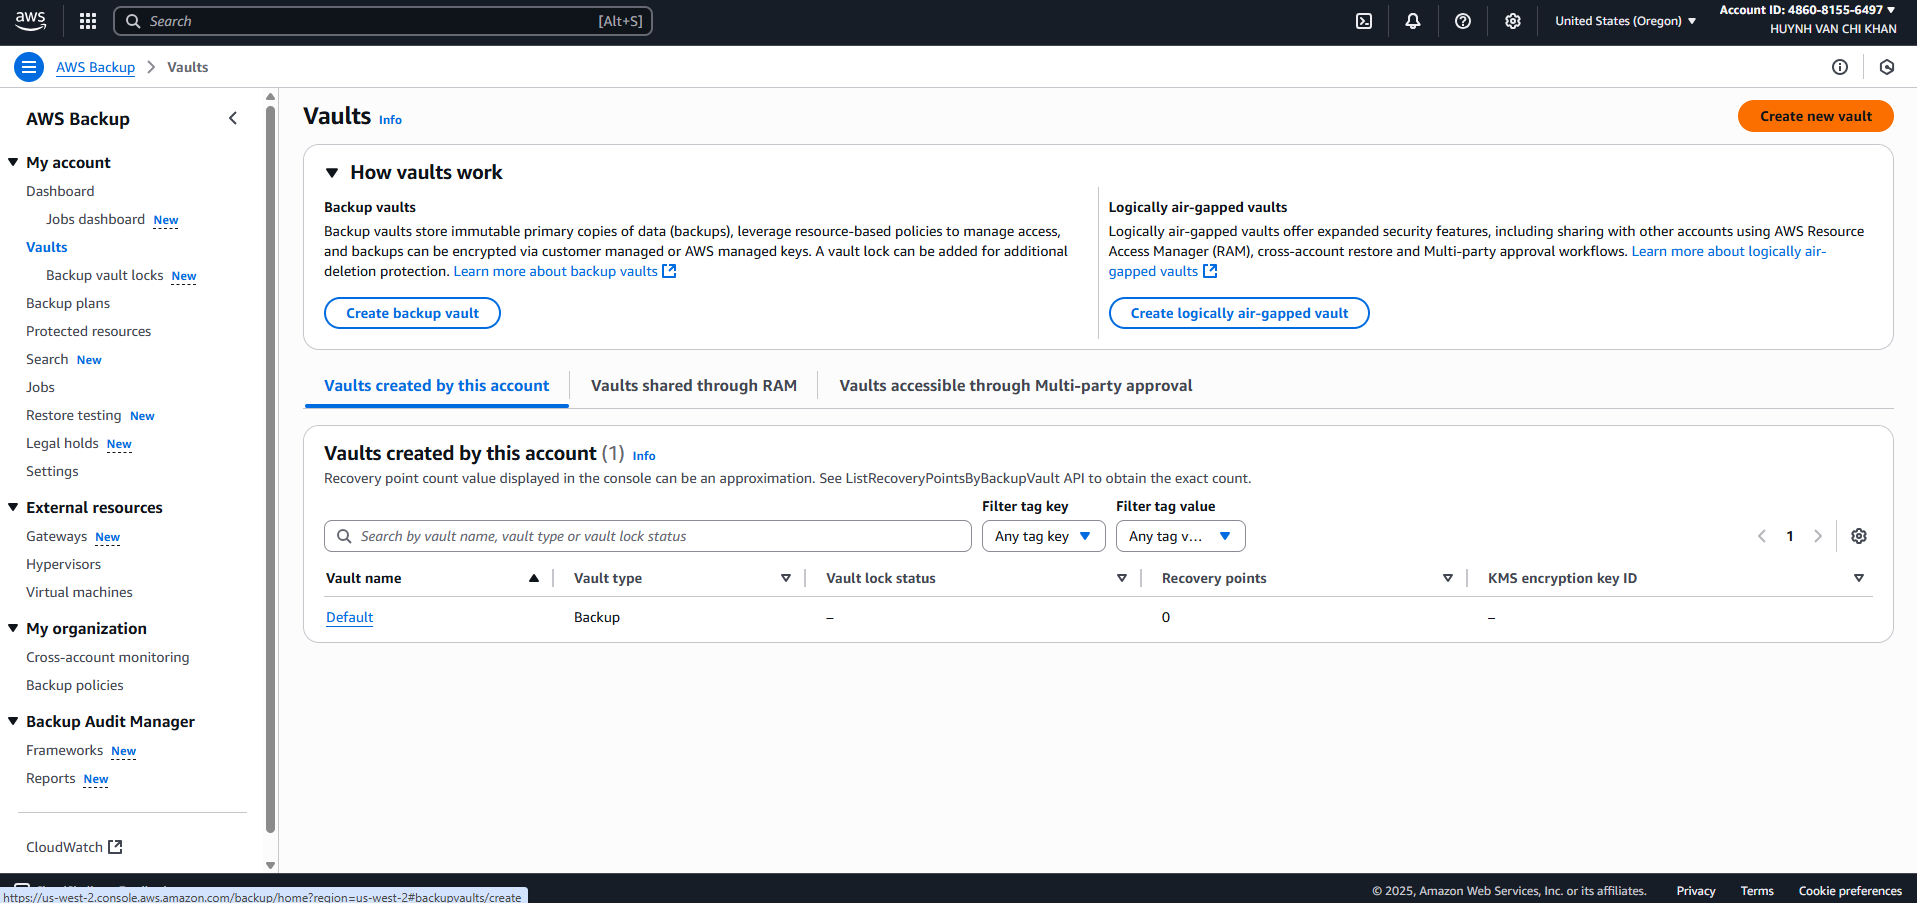 aws
Search [Alt+S]
United States (Oregon)
Account ID: 4860-8155-6497
HUYNH VAN CHI KHAN
AWS Backup Vaults
AWS Backup
My account
Dashboard
Jobs dashboard New
Vaults
Backup vault locks New
Backup plans
Protected resources
Search New
Jobs
Restore testing New
Legal holds New
Settings
External resources
Gateways New
Hypervisors
Virtual machines
My organization
Cross-account monitoring
Backup policies
Backup Audit Manager
Frameworks New
Reports New
CloudWatch
Vaults Info
Create new vault
How vaults work
Backup vaults
Backup vaults store immutable primary copies of data (backups), leverage resource-based policies to manage access,
and backups can be encrypted via customer managed or AWS managed keys. A vault lock can be added for additional
deletion protection. Learn more about backup vaults
Create backup vault
Logically air-gapped vaults
Logically air-gapped vaults offer expanded security features, including sharing with other accounts using AWS Resource
Access Manager (RAM), cross-account restore and Multi-party approval workflows. Learn more about logically air-
gapped vaults
Create logically air-gapped vault
Vaults created by this account Vaults shared through RAM Vaults accessible through Multi-party approval
Vaults created by this account (1) Info
Recovery point count value displayed in the console can be an approximation. See ListRecoveryPointsByBackupVault API to obtain the exact count.
Filter tag key Filter tag value
Search by vault name, vault type or vault lock status Any tag key Any tag v... 1
Vault name Vault type Vault lock status Recovery points KMS encryption key ID
Default Backup – 0 –
https://us-west-2.console.aws.amazon.com/backup/home?region=us-west-2#backupvaults/create
© 2025, Amazon Web Services, Inc. or its affiliates. Privacy Terms Cookie preferences